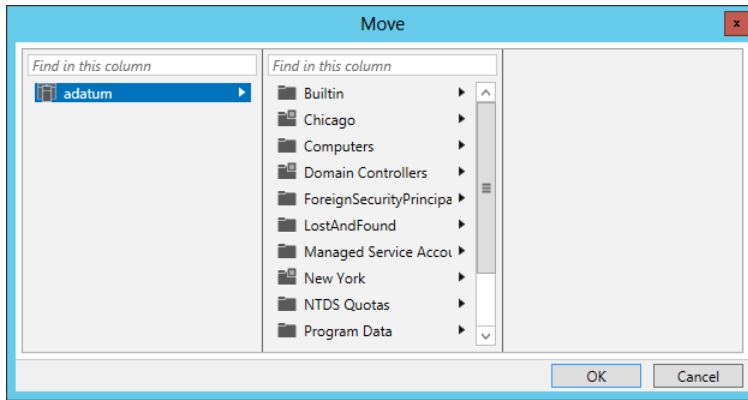 Move
x
Find in this column
adatum
Find in this column
Builtin
Chicago
Computers
Domain Controllers
ForeignSecurityPrincipa
LostAndFound
Managed Service Accou
New York
NTDS Quotas
Program Data
OK
Cancel